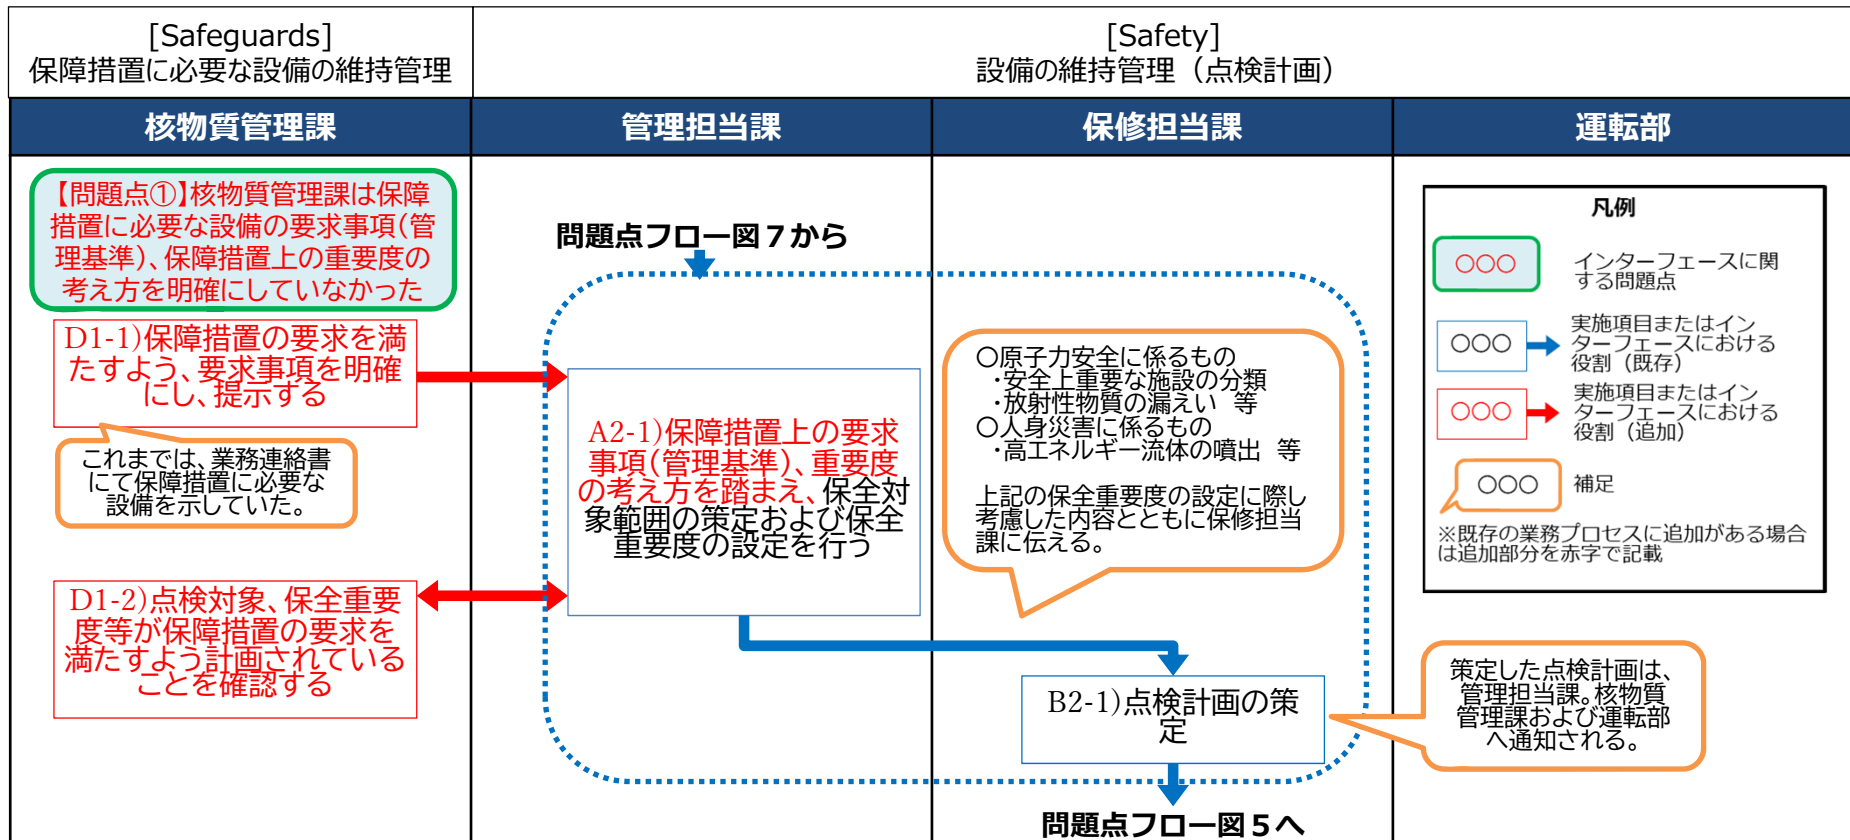 [Safeguards]
保障措置に必要な設備の維持管理
[Safety]
設備の維持管理（点検計画）
核物質管理課
管理担当課
保修担当課
運転部
【問題点①】核物質管理課は保障
措置に必要な設備の要求事項（管
理基準）、保障措置上の重要度の
考え方を明確にしていなかった
D1-1）保障措置の要求を満
たすよう、要求事項を明確
にし、提示する
これまでは、業務連絡書
にて保障措置に必要な
設備を示していた。
D1-2）点検対象、保全重要
度等が保障措置の要求を
満たすよう計画されている
ことを確認する
問題点フロー図７から
A2-1）保障措置上の要求
事項（管理基準）、重要度
の考え方を踏まえ、保全対
象範囲の策定および保全
重要度の設定を行う
○原子力安全に係るもの
・安全上重要な施設の分類
・放射性物質の漏えい 等
○人身災害に係るもの
・高エネルギー流体の噴出 等
上記の保全重要度の設定に際し
考慮した内容とともに保修担当
課に伝える。
B2-1）点検計画の策
定
問題点フロー図５へ
凡例
○○○
インターフェースに関
する問題点
○○○
実施項目またはイン
ターフェースにおける
役割（既存）
○○○
実施項目またはイン
ターフェースにおける
役割（追加）
○○○
補足
※既存の業務プロセスに追加がある場合
は追加部分を赤字で記載
策定した点検計画は、
管理担当課。核物質
管理課および運転部
へ通知される。